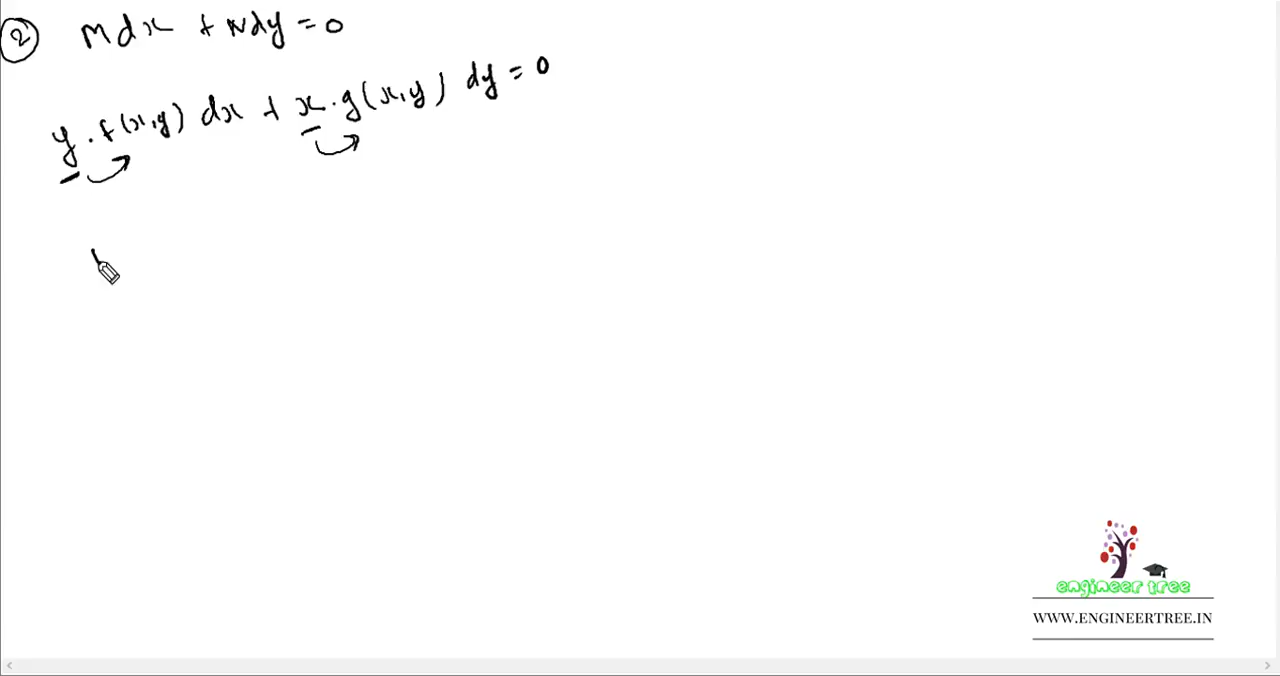 ② Mdx + Ndy = 0
y . f(x,y) dx + x . g(x,y) dy = 0
engineer tree
WWW.ENGINEERTREE.IN